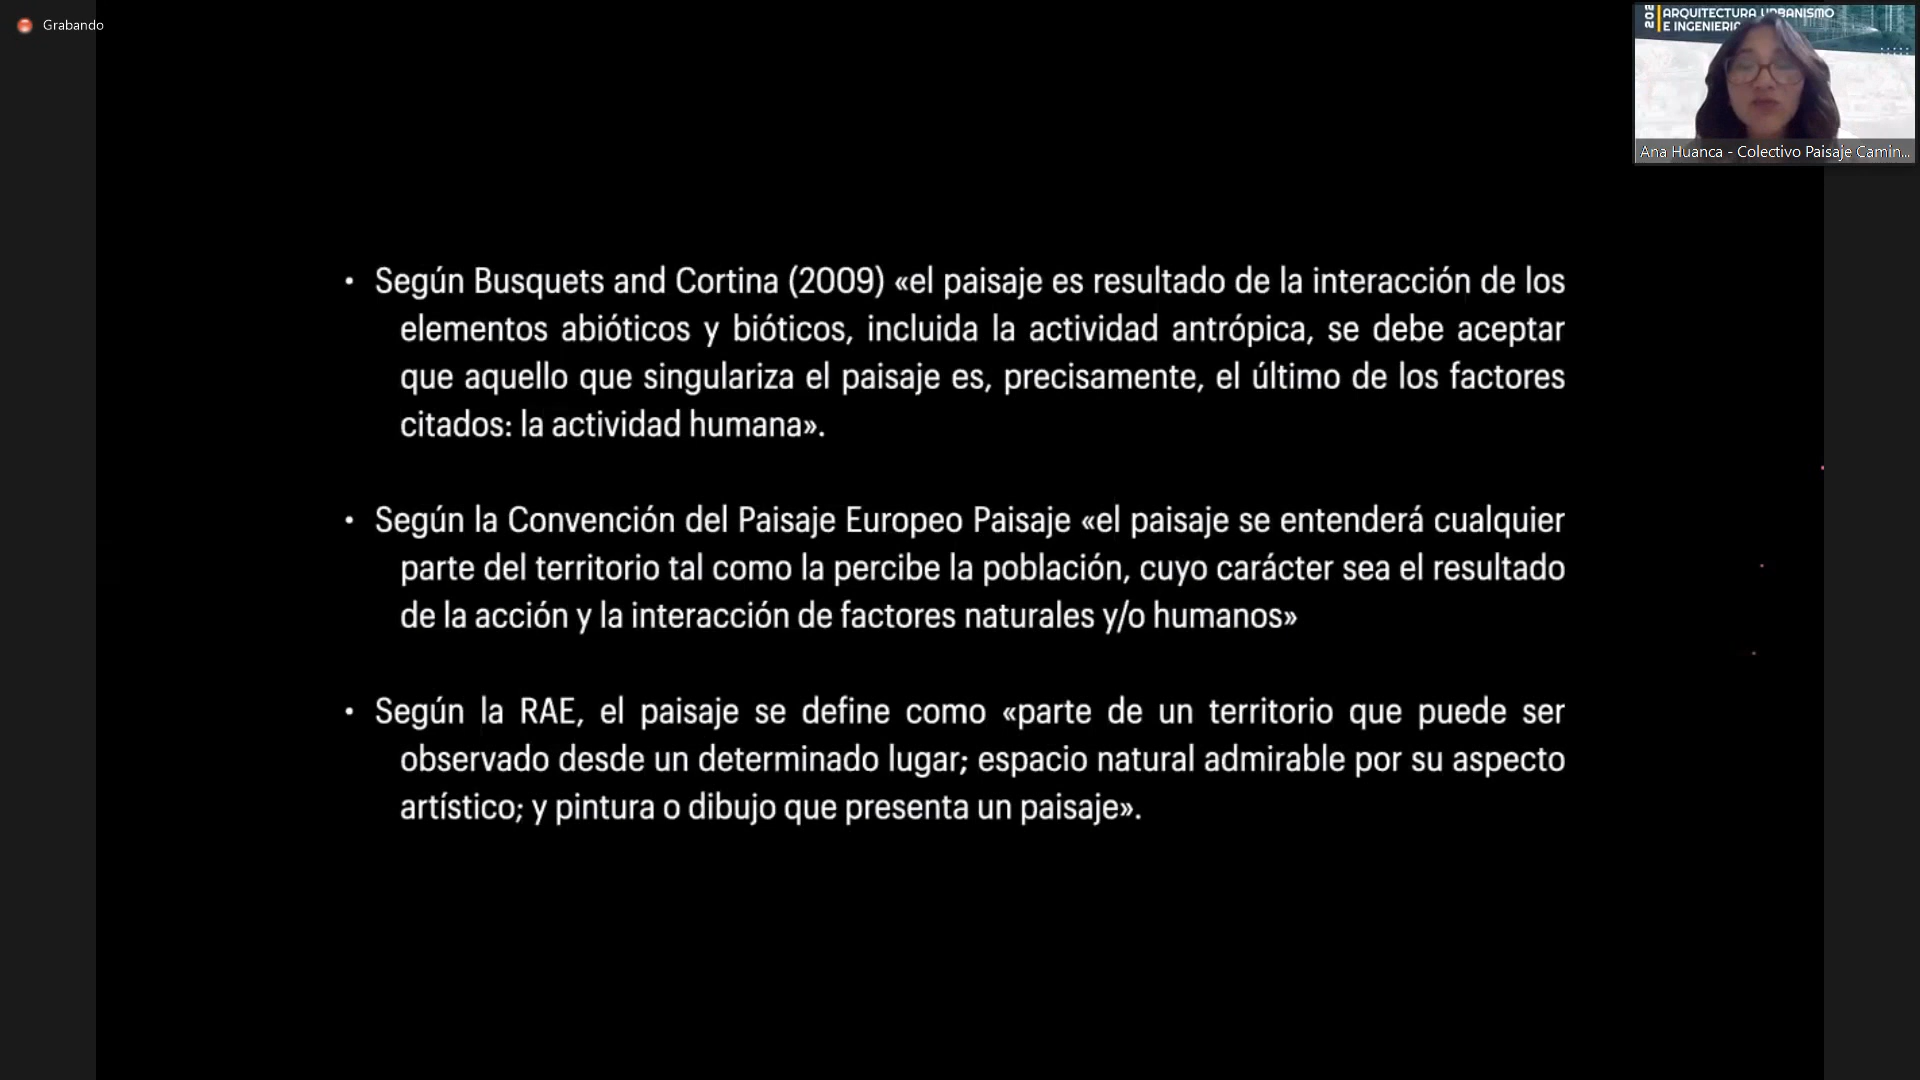 Grabando
ARQUITECTURA URBANISMO
E INGENIERIA
Ana Huanca - Colectivo Paisaje Camin...
• Según Busquets and Cortina (2009) «el paisaje es resultado de la interacción de los
elementos abióticos y bióticos, incluida la actividad antrópica, se debe aceptar
que aquello que singulariza el paisaje es, precisamente, el último de los factores
citados: la actividad humana».
• Según la Convención del Paisaje Europeo Paisaje «el paisaje se entenderá cualquier
parte del territorio tal como la percibe la población, cuyo carácter sea el resultado
de la acción y la interacción de factores naturales y/o humanos»
• Según la RAE, el paisaje se define como «parte de un territorio que puede ser
observado desde un determinado lugar; espacio natural admirable por su aspecto
artístico; y pintura o dibujo que presenta un paisaje».